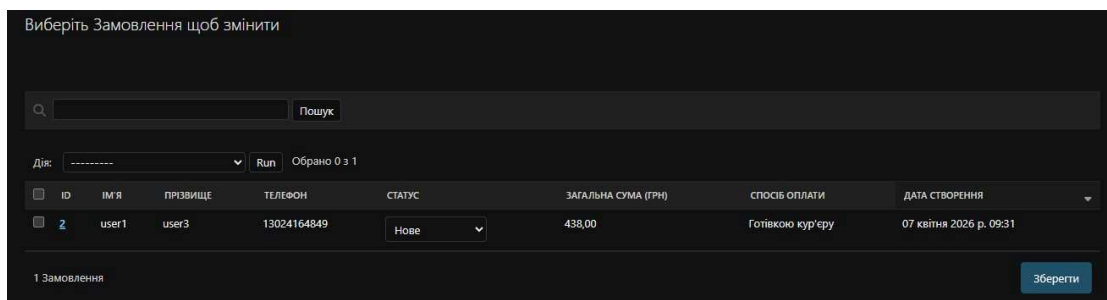 Виберіть Замовлення щоб змінити
Пошук
Дія: --------- Run Обрано 0 з 1
ID ІМ'Я ПРІЗВИЩЕ ТЕЛЕФОН СТАТУС ЗАГАЛЬНА СУМА (ГРН) СПОСІБ ОПЛАТИ ДАТА СТВОРЕННЯ
2 user1 user3 13024164849 Нове 438,00 Готівкою кур'єру 07 квітня 2026 р. 09:31
1 Замовлення Зберегти